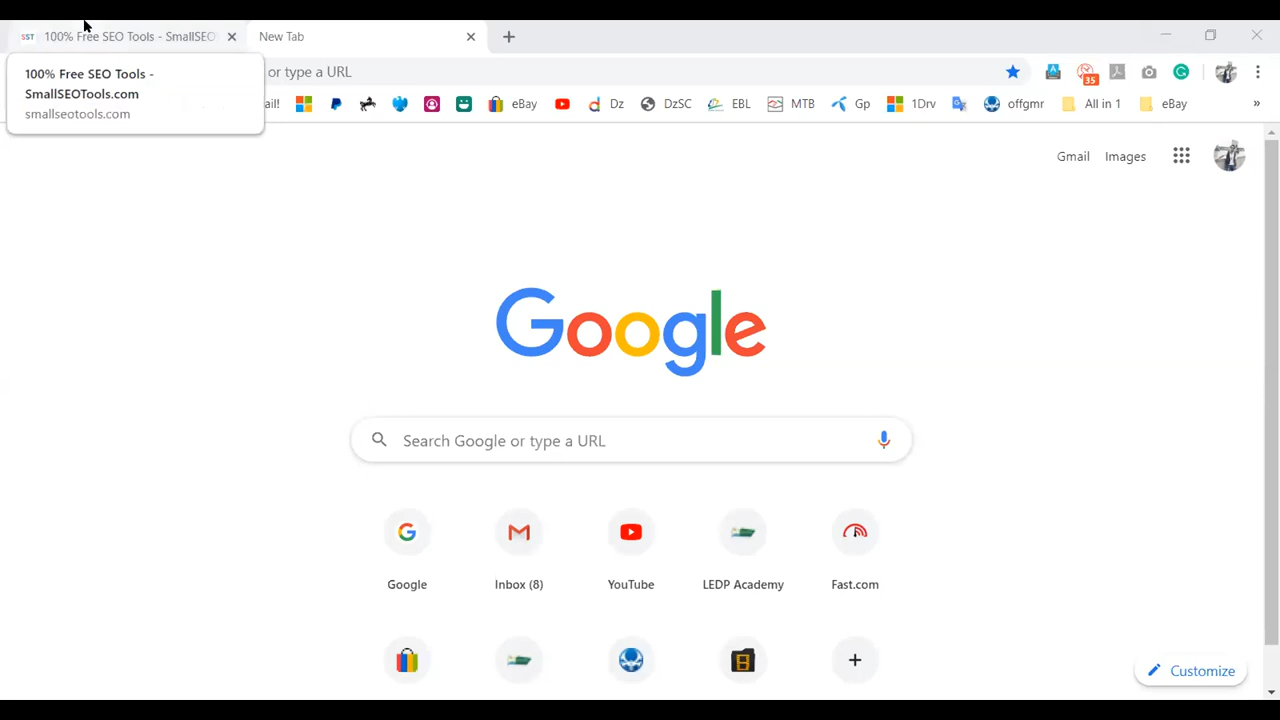 SST 100% Free SEO Tools - SmallSEO
New Tab
100% Free SEO Tools -
SmallSEOTools.com
smallseotools.com
or type a URL
35
ail!
eBay
Dz
DzSC
EBL
MTB
Gp
1Drv
offgmr
All in 1
eBay
»
Gmail
Images
Google
Search Google or type a URL
Google
Inbox (8)
YouTube
LEDP Academy
Fast.com
Customize